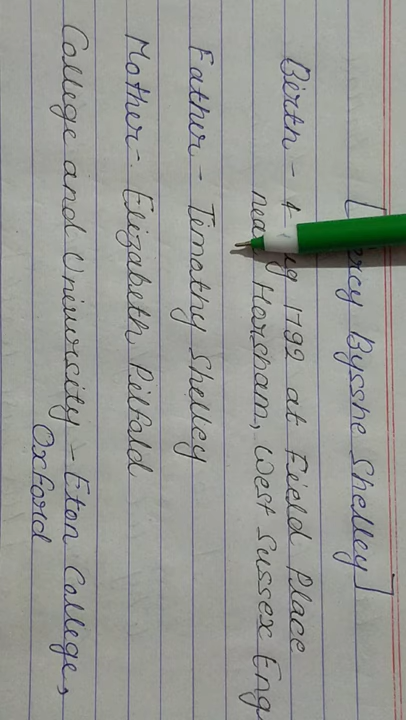 [Percy Bysshe Shelley]
Birth - 4 Aug 1792 at Field Place
near Horsham, West Sussex Eng
Father - Timothy Shelley
Mother - Elizabeth Pilfold
College and University - Eton College,
Oxford